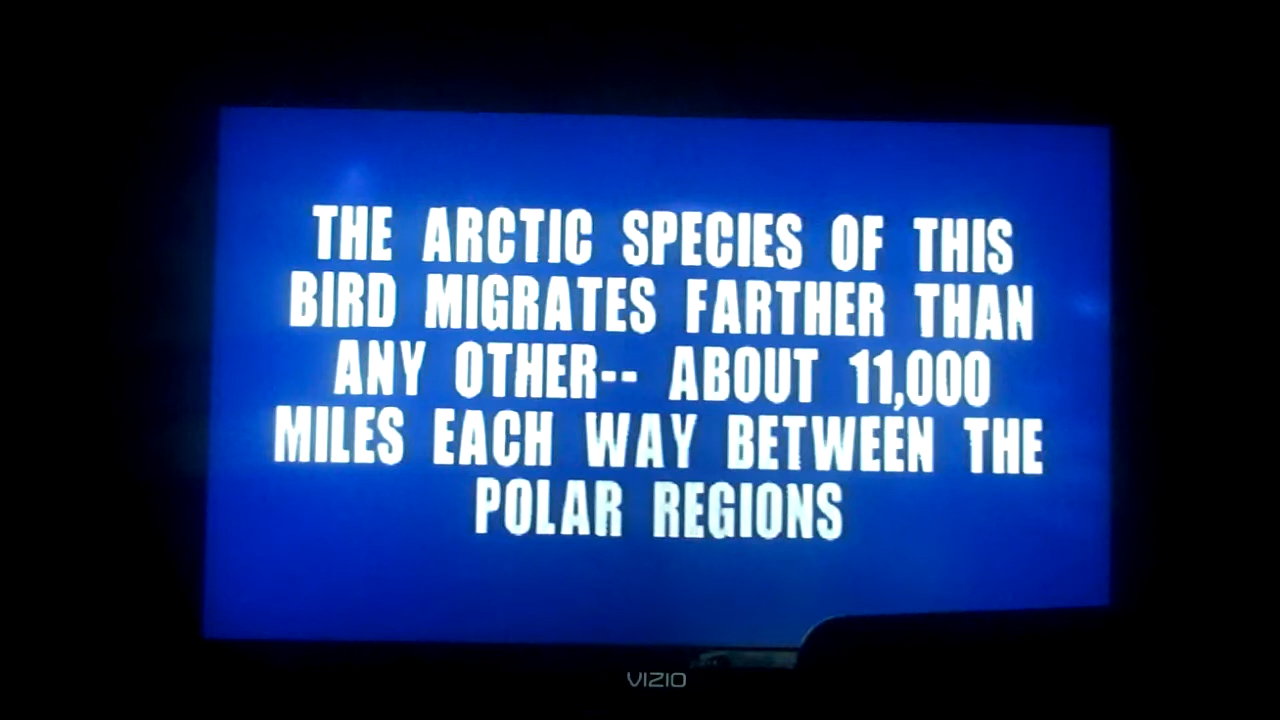 THE ARCTIC SPECIES OF THIS
BIRD MIGRATES FARTHER THAN
ANY OTHER-- ABOUT 11,000
MILES EACH WAY BETWEEN THE
POLAR REGIONS
VIZIO